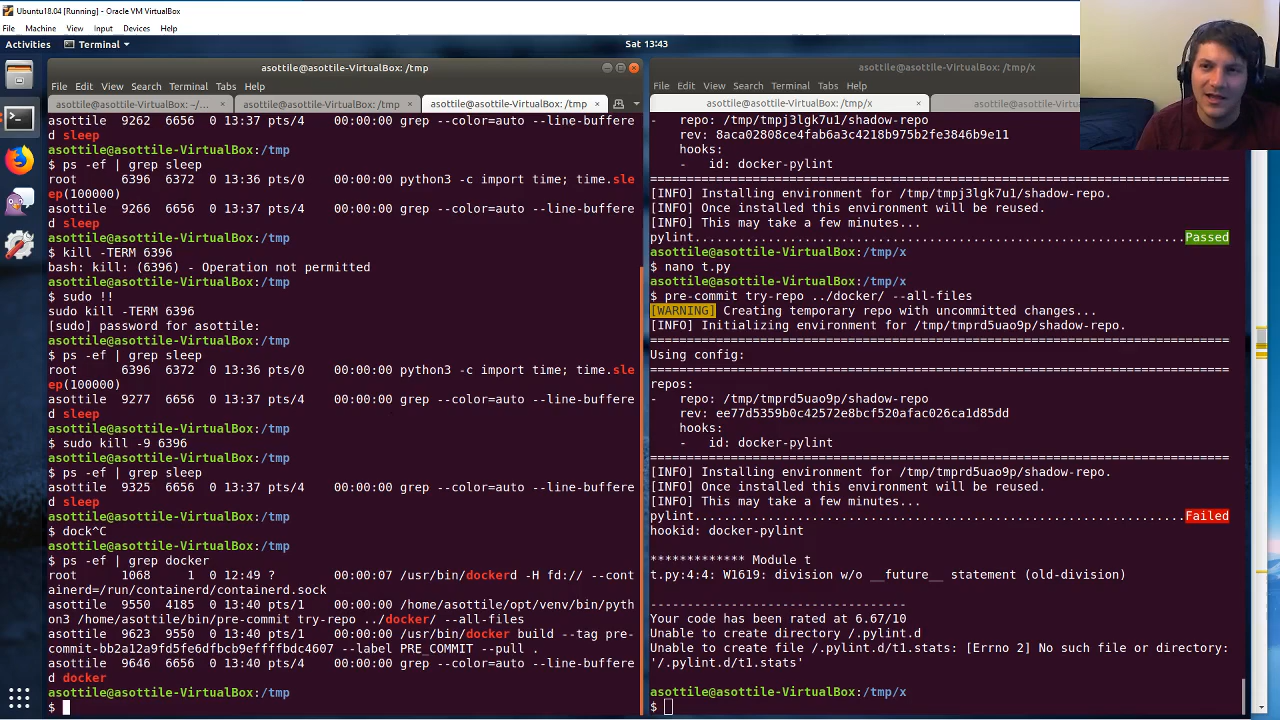 Ubuntu18.04 [Running] - Oracle VM VirtualBox
File Machine View Input Devices Help
Activities Terminal Sat 13:43
asottile@asottile-VirtualBox: /tmp
File Edit View Search Terminal Tabs Help
asottile@asottile-VirtualBox: ~/... × asottile@asottile-VirtualBox: /tmp × asottile@asottile-VirtualBox: /tmp ×
asottile 9262 6656 0 13:37 pts/4 00:00:00 grep --color=auto --line-buffere
d sleep
asottile@asottile-VirtualBox:/tmp
$ ps -ef | grep sleep
root 6396 6372 0 13:36 pts/0 00:00:00 python3 -c import time; time.sle
ep(100000)
asottile 9266 6656 0 13:37 pts/4 00:00:00 grep --color=auto --line-buffere
d sleep
asottile@asottile-VirtualBox:/tmp
$ kill -TERM 6396
bash: kill: (6396) - Operation not permitted
asottile@asottile-VirtualBox:/tmp
$ sudo !!
sudo kill -TERM 6396
[sudo] password for asottile:
asottile@asottile-VirtualBox:/tmp
$ ps -ef | grep sleep
root 6396 6372 0 13:36 pts/0 00:00:00 python3 -c import time; time.sle
ep(100000)
asottile 9277 6656 0 13:37 pts/4 00:00:00 grep --color=auto --line-buffere
d sleep
asottile@asottile-VirtualBox:/tmp
$ sudo kill -9 6396
asottile@asottile-VirtualBox:/tmp
$ ps -ef | grep sleep
asottile 9325 6656 0 13:37 pts/4 00:00:00 grep --color=auto --line-buffere
d sleep
asottile@asottile-VirtualBox:/tmp
$ dock^C
asottile@asottile-VirtualBox:/tmp
$ ps -ef | grep docker
root 1068 1 0 12:49 ? 00:00:07 /usr/bin/dockerd -H fd:// --cont
ainerd=/run/containerd/containerd.sock
asottile 9550 4185 0 13:40 pts/1 00:00:00 /home/asottile/opt/venv/bin/pyth
on3 /home/asottile/bin/pre-commit try-repo ../docker/ --all-files
asottile 9623 9550 0 13:40 pts/1 00:00:00 /usr/bin/docker build --tag pre-
commit-bb2a12a9fd5fe6dfbcb9effffbdc4607 --label PRE_COMMIT --pull .
asottile 9646 6656 0 13:40 pts/4 00:00:00 grep --color=auto --line-buffere
d docker
asottile@asottile-VirtualBox:/tmp
$
asottile@asottile-VirtualBox: /tmp/x
File Edit View Search Terminal Tabs Help
asottile@asottile-VirtualBox: /tmp/x × asottile@asottile-VirtualBox: /tmp/x
- repo: /tmp/tmpj3lgk7u1/shadow-repo
rev: 8aca02808ce4fab6a3c4218b975b2fe3846b9e11
hooks:
- id: docker-pylint
===============================================================================
[INFO] Installing environment for /tmp/tmpj3lgk7u1/shadow-repo.
[INFO] Once installed this environment will be reused.
[INFO] This may take a few minutes...
pylint...................................................................Passed
asottile@asottile-VirtualBox:/tmp/x
$ nano t.py
asottile@asottile-VirtualBox:/tmp/x
$ pre-commit try-repo ../docker/ --all-files
[WARNING] Creating temporary repo with uncommitted changes...
[INFO] Initializing environment for /tmp/tmprd5uao9p/shadow-repo.
===============================================================================
Using config:
===============================================================================
repos:
- repo: /tmp/tmprd5uao9p/shadow-repo
rev: ee77d5359b0c42572e8bcf520afac026ca1d85dd
hooks:
- id: docker-pylint
===============================================================================
[INFO] Installing environment for /tmp/tmprd5uao9p/shadow-repo.
[INFO] Once installed this environment will be reused.
[INFO] This may take a few minutes...
pylint...................................................................Failed
hookid: docker-pylint
************* Module t
t.py:4:4: W1619: division w/o __future__ statement (old-division)
-----------------------------------
Your code has been rated at 6.67/10
Unable to create directory /.pylint.d
Unable to create file /.pylint.d/t1.stats: [Errno 2] No such file or directory:
'/.pylint.d/t1.stats'
asottile@asottile-VirtualBox:/tmp/x
$